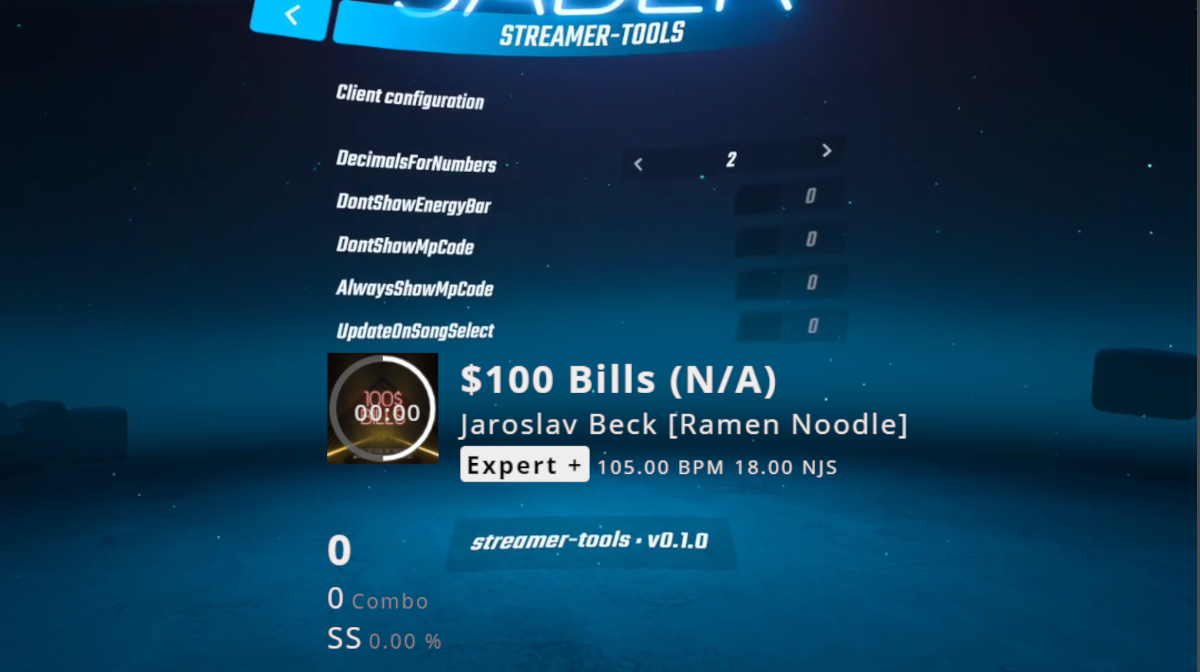 SABER
STREAMER-TOOLS
Client configuration
DecimalsForNumbers 2
DontShowEnergyBar 0
DontShowMpCode 0
AlwaysShowMpCode 0
UpdateOnSongSelect 0
100$
BILLS
00:00
$100 Bills (N/A)
Jaroslav Beck [Ramen Noodle]
Expert + 105.00 BPM 18.00 NJS
streamer-tools • v0.1.0
0
0 Combo
SS 0.00 %